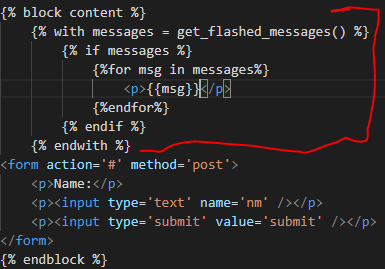 {% block content %}
{% with messages = get_flashed_messages() %}
{% if messages %}
{%for msg in messages%}
<p>{{msg}}</p>
{%endfor%}
{% endif %}
{% endwith %}
<form action='#' method='post'>
<p>Name:</p>
<p><input type='text' name='nm' /></p>
<p><input type='submit' value='submit' /></p>
</form>
{% endblock %}